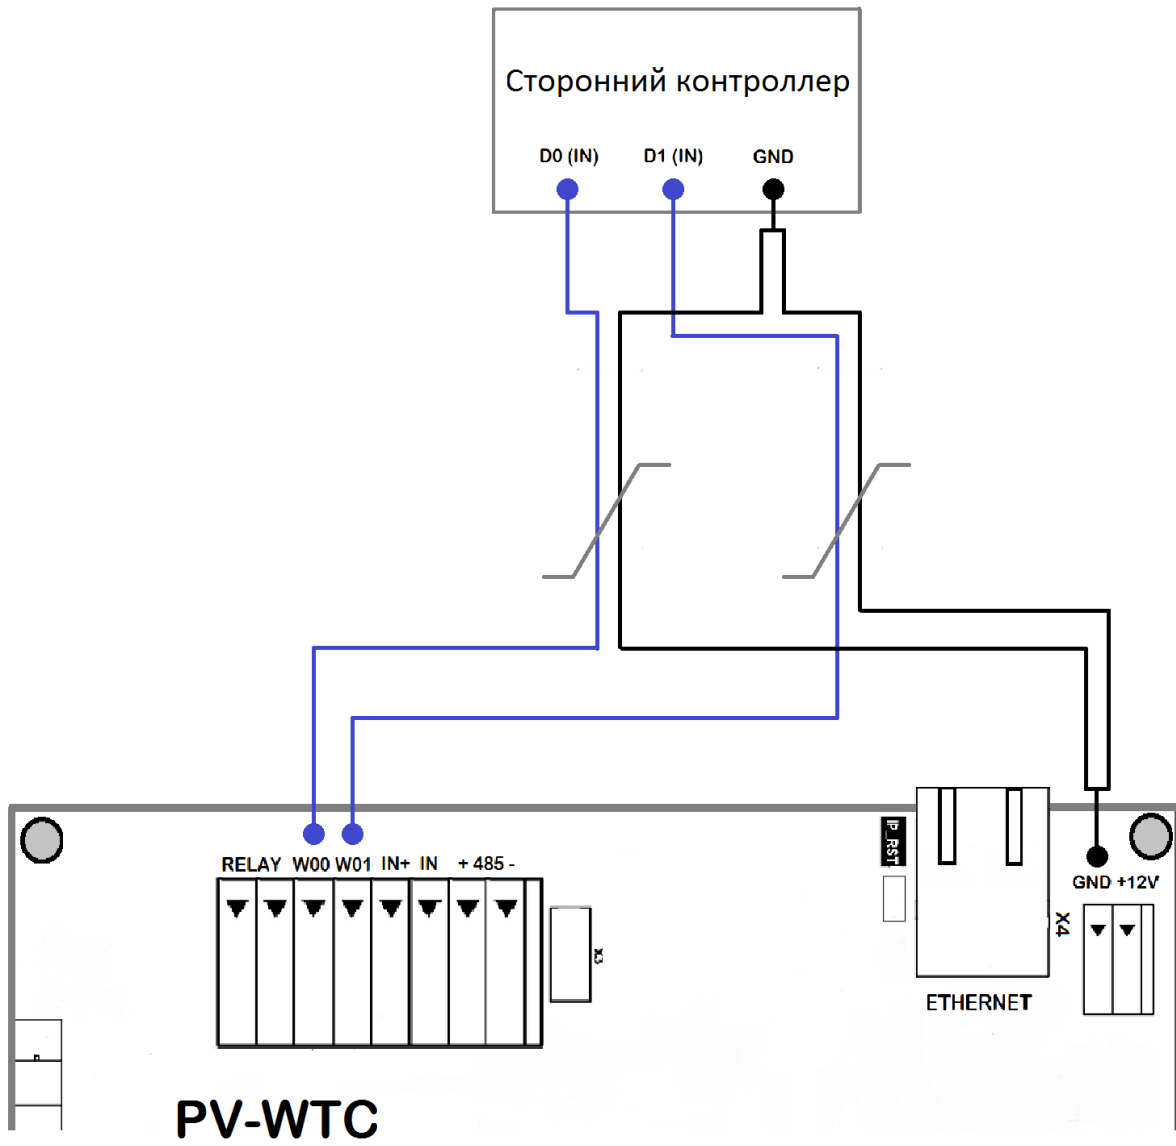 Сторонний контроллер
D0 (IN) D1 (IN) GND
IP_RST
RELAY W00 W01 IN+ IN + 485 -
GND +12V
X4
X3
ETHERNET
PV-WTC